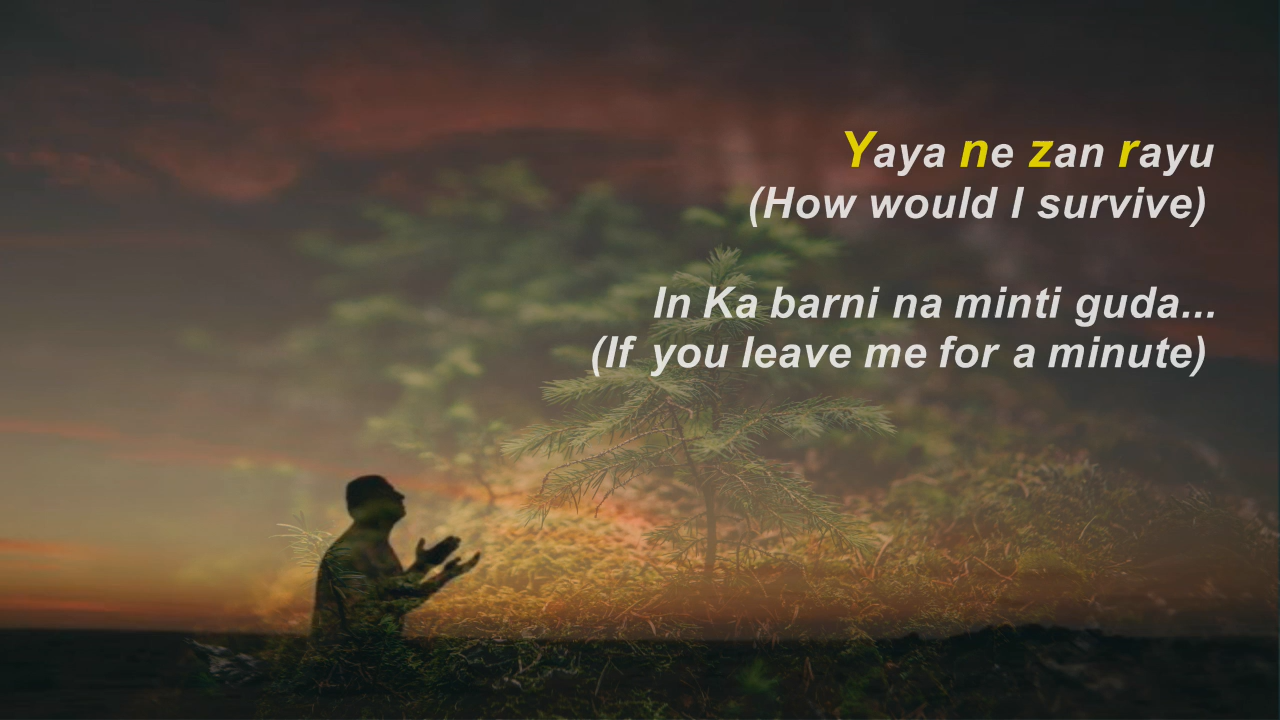 Yaya ne zan rayu
(How would I survive)
In Ka barni na minti guda...
(If you leave me for a minute)